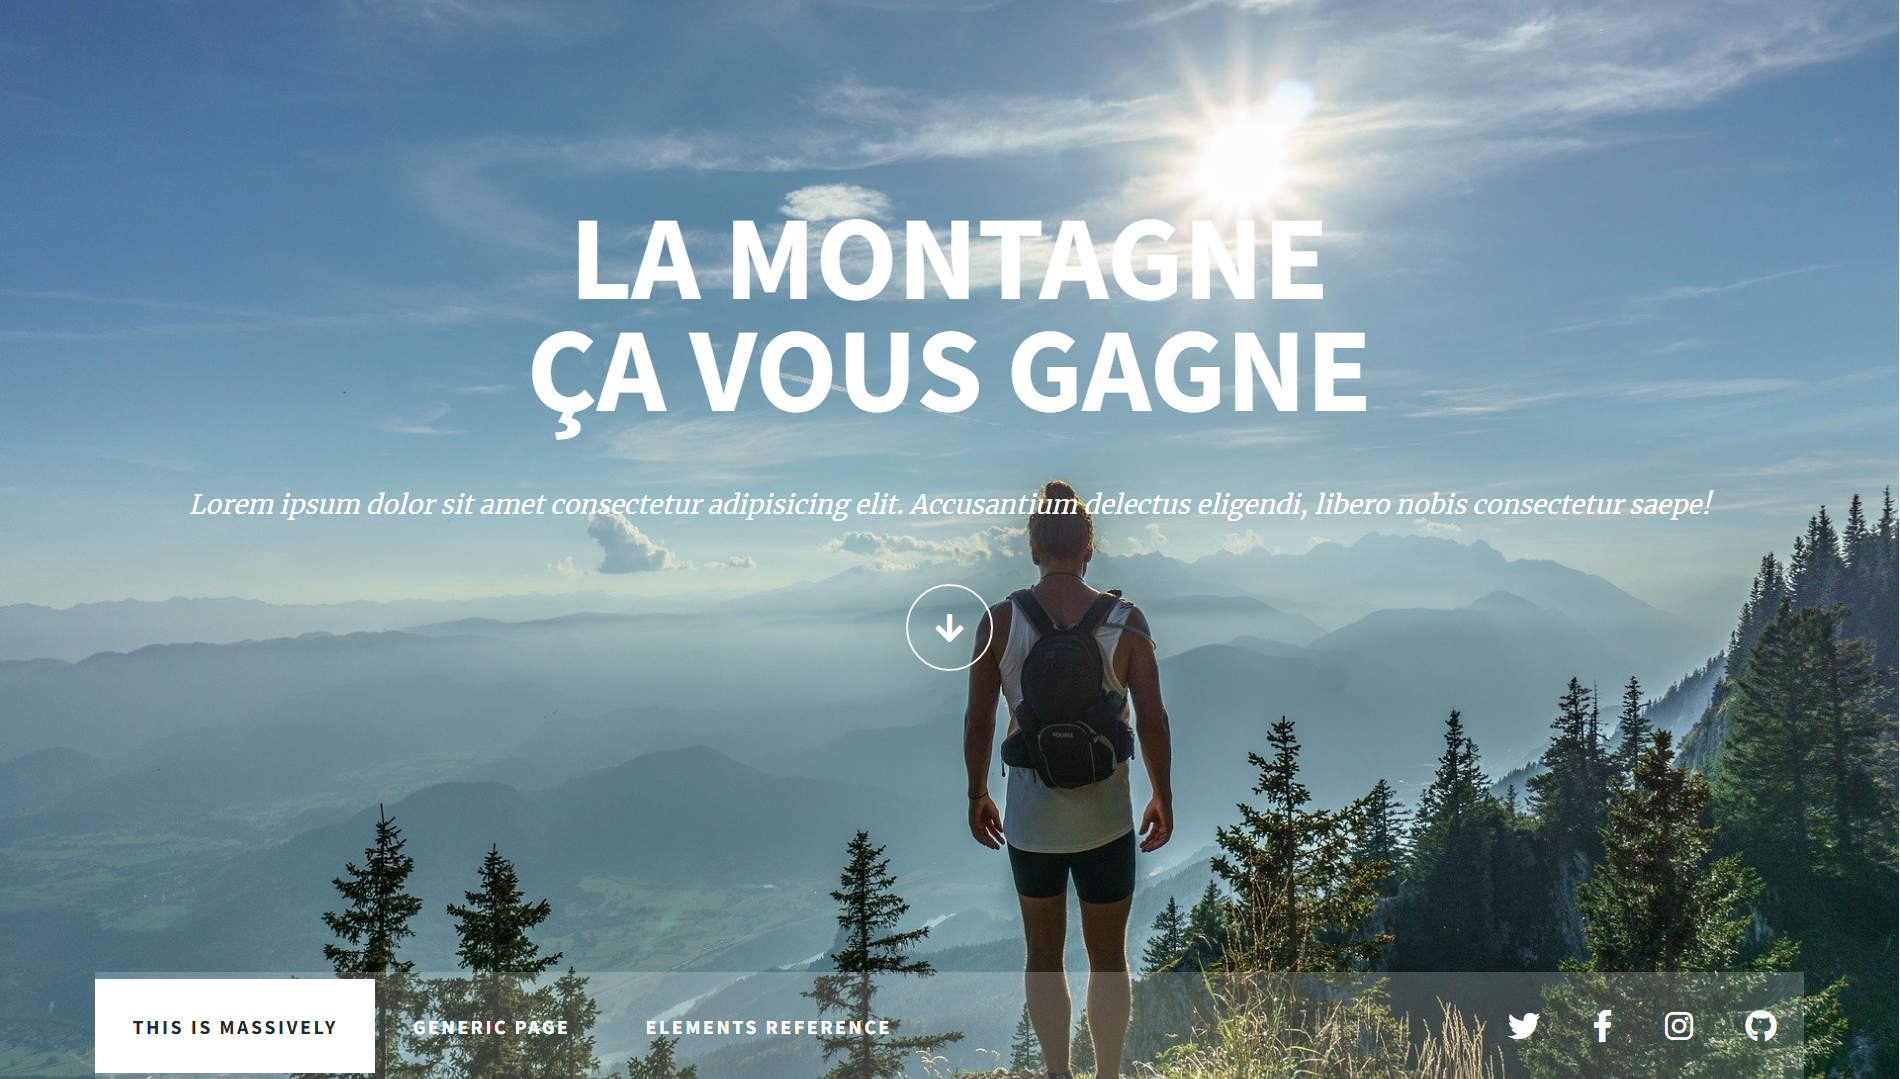 LA MONTAGNE
ÇA VOUS GAGNE
Lorem ipsum dolor sit amet consectetur adipisicing elit. Accusantium delectus eligendi, libero nobis consectetur saepe!
THIS IS MASSIVELY GENERIC PAGE ELEMENTS REFERENCE